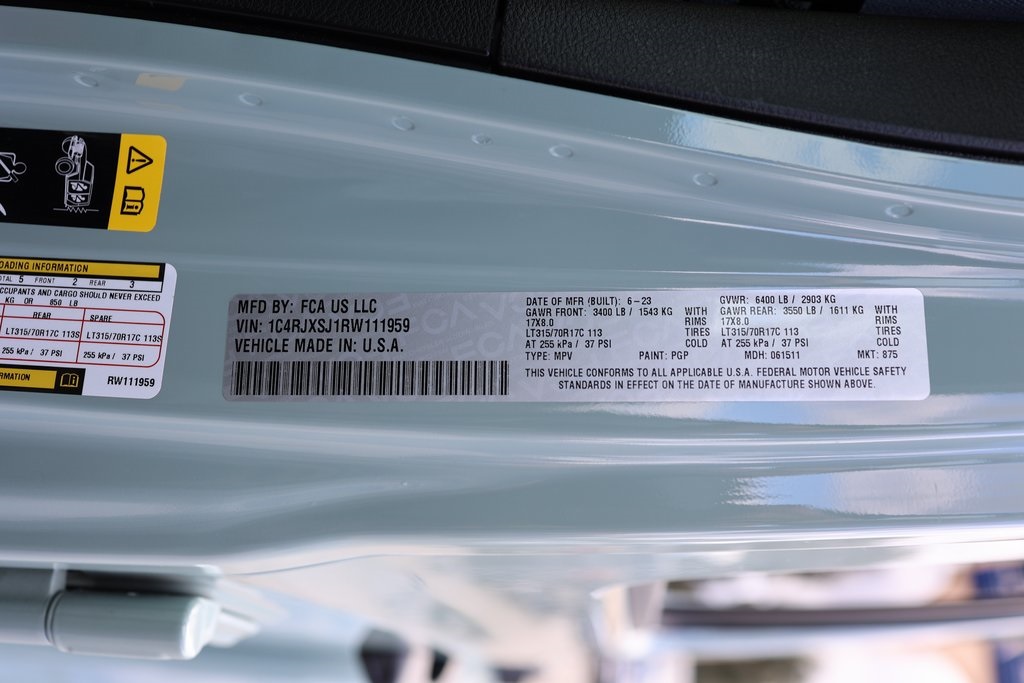 OADING INFORMATION
OTAL 5 FRONT 2 REAR 3
CCUPANTS AND CARGO SHOULD NEVER EXCEED
KG OR 850 LB
REAR SPARE
LT315/70R17C 113S LT315/70R17C 113S
255 kPa / 37 PSI 255 kPa / 37 PSI
RMATION
RW111959
MFD BY: FCA US LLC
VIN: 1C4RJXSJ1RW111959
VEHICLE MADE IN: U.S.A.
DATE OF MFR (BUILT): 6-23
GAWR FRONT: 3400 LB / 1543 KG WITH
17X8.0 RIMS
LT315/70R17C 113 TIRES
AT 255 kPa / 37 PSI COLD
TYPE: MPV PAINT: PGP
GVWR: 6400 LB / 2903 KG
GAWR REAR: 3550 LB / 1611 KG WITH
17X8.0 RIMS
LT315/70R17C 113 TIRES
AT 255 kPa / 37 PSI COLD
MDH: 061511 MKT: 875
THIS VEHICLE CONFORMS TO ALL APPLICABLE U.S.A. FEDERAL MOTOR VEHICLE SAFETY
STANDARDS IN EFFECT ON THE DATE OF MANUFACTURE SHOWN ABOVE.